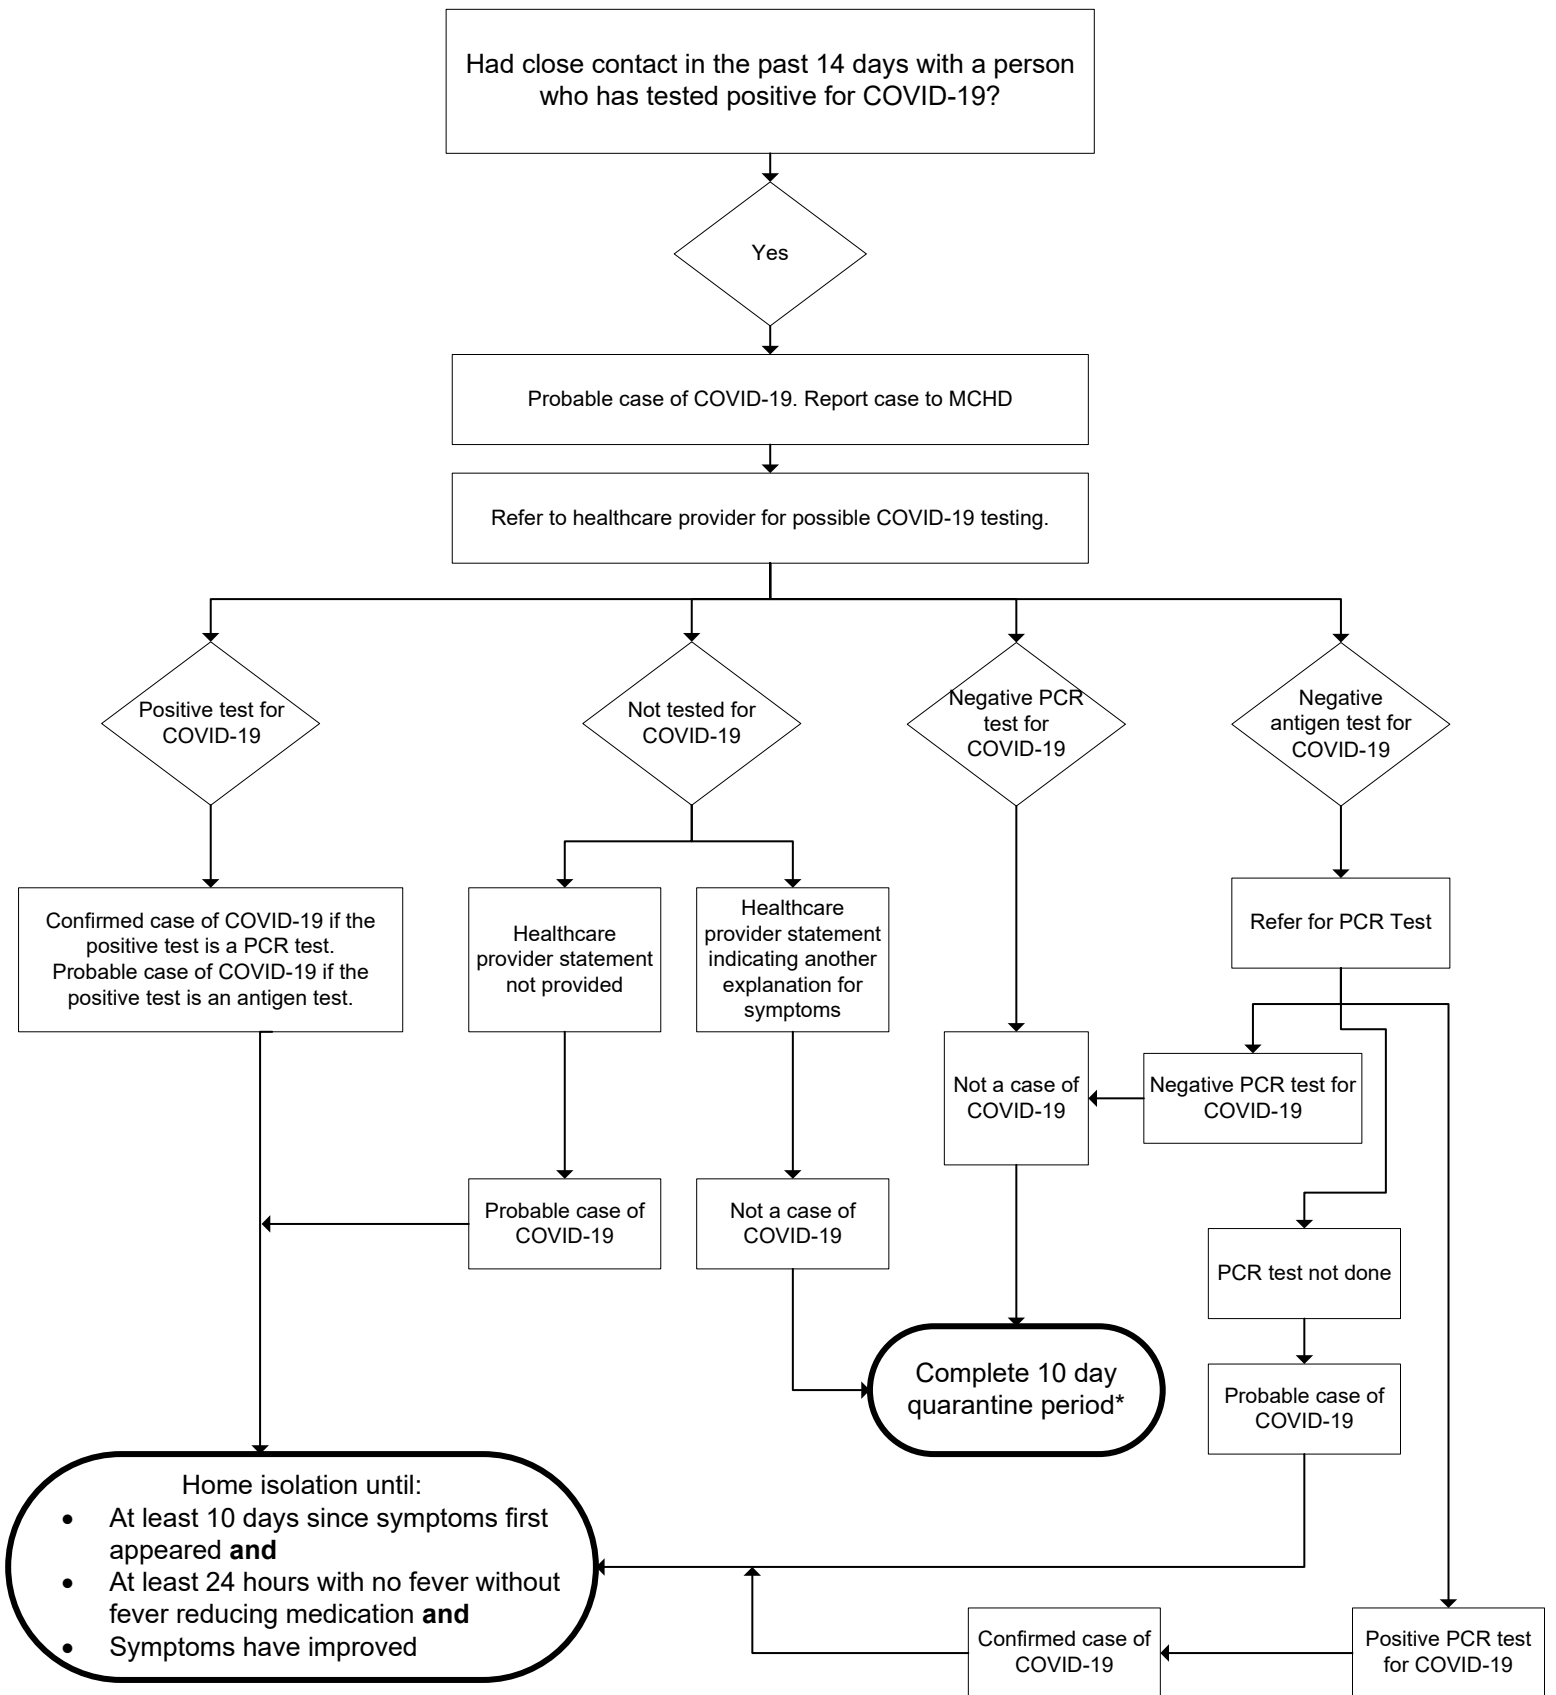 Had close contact in the past 14 days with a person
who has tested positive for COVID-19?
Yes
Probable case of COVID-19. Report case to MCHD
Refer to healthcare provider for possible COVID-19 testing.
Positive test for
COVID-19
Not tested for
COVID-19
Negative PCR
test for
COVID-19
Negative
antigen test for
COVID-19
Confirmed case of COVID-19 if the
positive test is a PCR test.
Probable case of COVID-19 if the
positive test is an antigen test.
Healthcare
provider statement
not provided
Healthcare
provider statement
indicating another
explanation for
symptoms
Refer for PCR Test
Not a case of
COVID-19
Negative PCR test for
COVID-19
Probable case of
COVID-19
Not a case of
COVID-19
PCR test not done
Complete 10 day
quarantine period*
Probable case of
COVID-19
Home isolation until:
• At least 10 days since symptoms first
appeared and
• At least 24 hours with no fever without
fever reducing medication and
• Symptoms have improved
Confirmed case of
COVID-19
Positive PCR test
for COVID-19